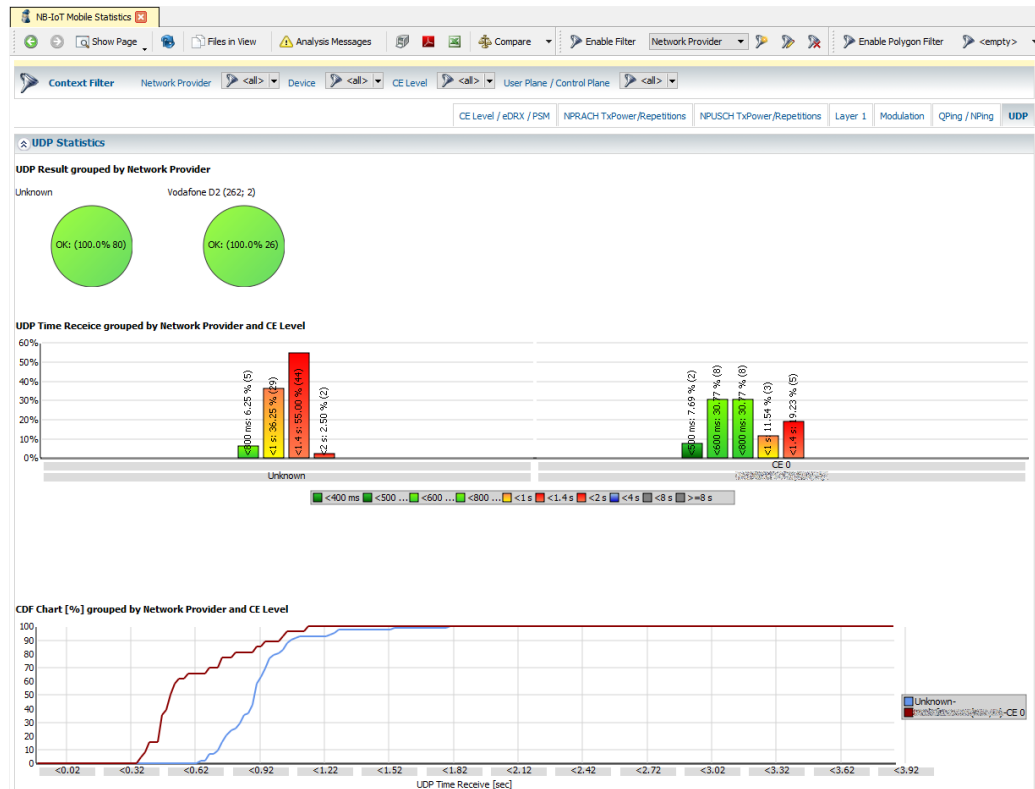 NB-IoT Mobile Statistics
Show Page Files in View Analysis Messages Compare Enable Filter Network Provider Enable Polygon Filter <empty>
Context Filter Network Provider <all> Device <all> CE Level <all> User Plane / Control Plane <all>
CE Level / eDRX / PSM NPRACH TxPower/Repetitions NPUSCH TxPower/Repetitions Layer 1 Modulation QPing / NPing UDP
UDP Statistics
UDP Result grouped by Network Provider
Unknown Vodafone D2 (262; 2)
OK: (100.0% 80) OK: (100.0% 26)
UDP Time Receice grouped by Network Provider and CE Level
60%
50%
40%
30%
20%
10%
0%
<800 ms: 6.25 % (5)
<1 s: 36.25 % (29)
<1.4 s: 55.00 % (44)
<2 s: 2.50 % (2)
<500 ms: 7.69 % (2)
<600 ms: 30.77 % (8)
<800 ms: 30.77 % (8)
<1 s: 11.54 % (3)
<1.4 s: 19.23 % (5)
CE 0
Unknown
<400 ms <500 ... <600 ... <800 ... <1 s <1.4 s <2 s <4 s <8 s >=8 s
CDF Chart [%] grouped by Network Provider and CE Level
100
90
80
70
60
50
40
30
20
10
0
Unknown-
-CE 0
<0.02 <0.32 <0.62 <0.92 <1.22 <1.52 <1.82 <2.12 <2.42 <2.72 <3.02 <3.32 <3.62 <3.92
UDP Time Receive [sec]